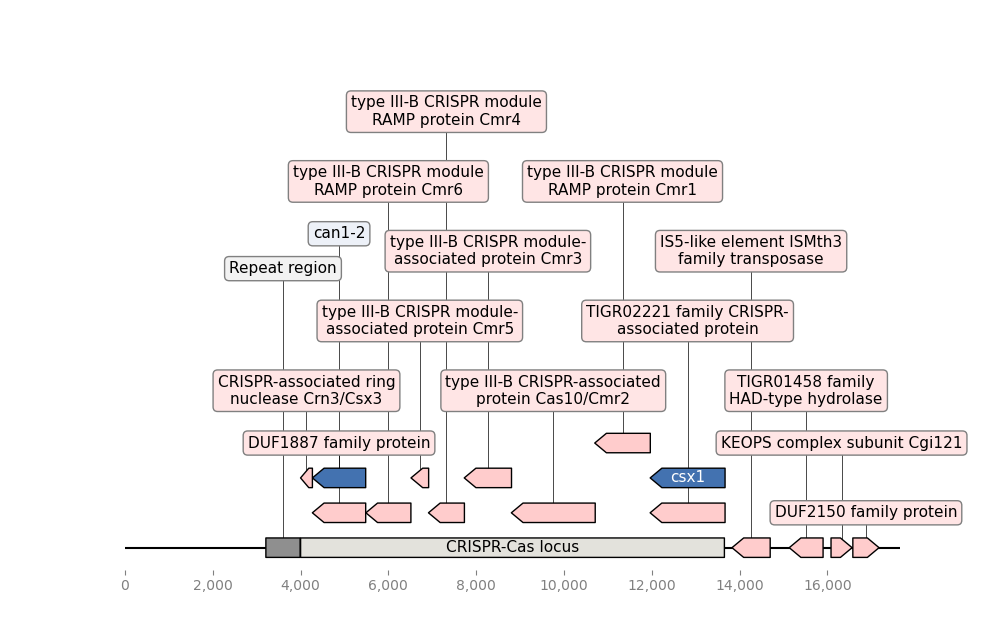 type III-B CRISPR module
RAMP protein Cmr4
type III-B CRISPR module
RAMP protein Cmr6
type III-B CRISPR module
RAMP protein Cmr1
can1-2
type III-B CRISPR module-
associated protein Cmr3
IS5-like element ISMth3
family transposase
Repeat region
type III-B CRISPR module-
associated protein Cmr5
TIGR02221 family CRISPR-
associated protein
CRISPR-associated ring
nuclease Crn3/Csx3
type III-B CRISPR-associated
protein Cas10/Cmr2
TIGR01458 family
HAD-type hydrolase
DUF1887 family protein
KEOPS complex subunit Cgi121
csx1
DUF2150 family protein
CRISPR-Cas locus
0
2,000
4,000
6,000
8,000
10,000
12,000
14,000
16,000